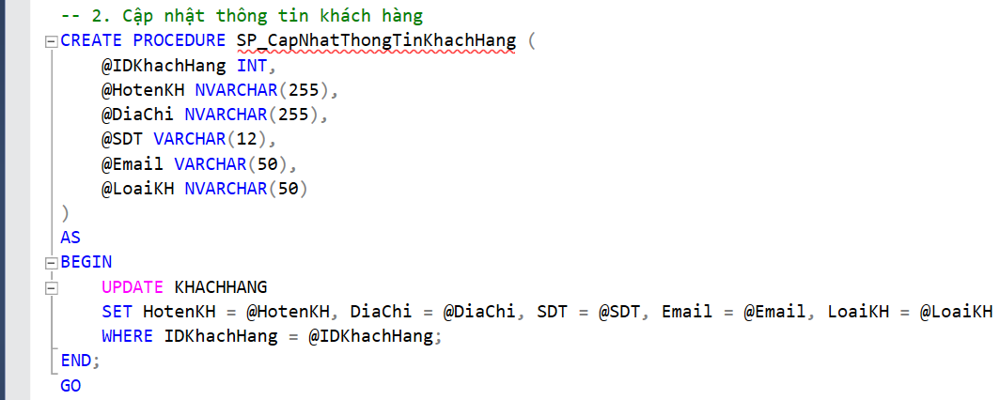 -- 2. Cập nhật thông tin khách hàng
CREATE PROCEDURE SP_CapNhatThongTinKhachHang (
@IDKhachHang INT,
@HotenKH NVARCHAR(255),
@DiaChi NVARCHAR(255),
@SDT VARCHAR(12),
@Email VARCHAR(50),
@LoaiKH NVARCHAR(50)
)
AS
BEGIN
UPDATE KHACHHANG
SET HotenKH = @HotenKH, DiaChi = @DiaChi, SDT = @SDT, Email = @Email, LoaiKH = @LoaiKH
WHERE IDKhachHang = @IDKhachHang;
END;
GO